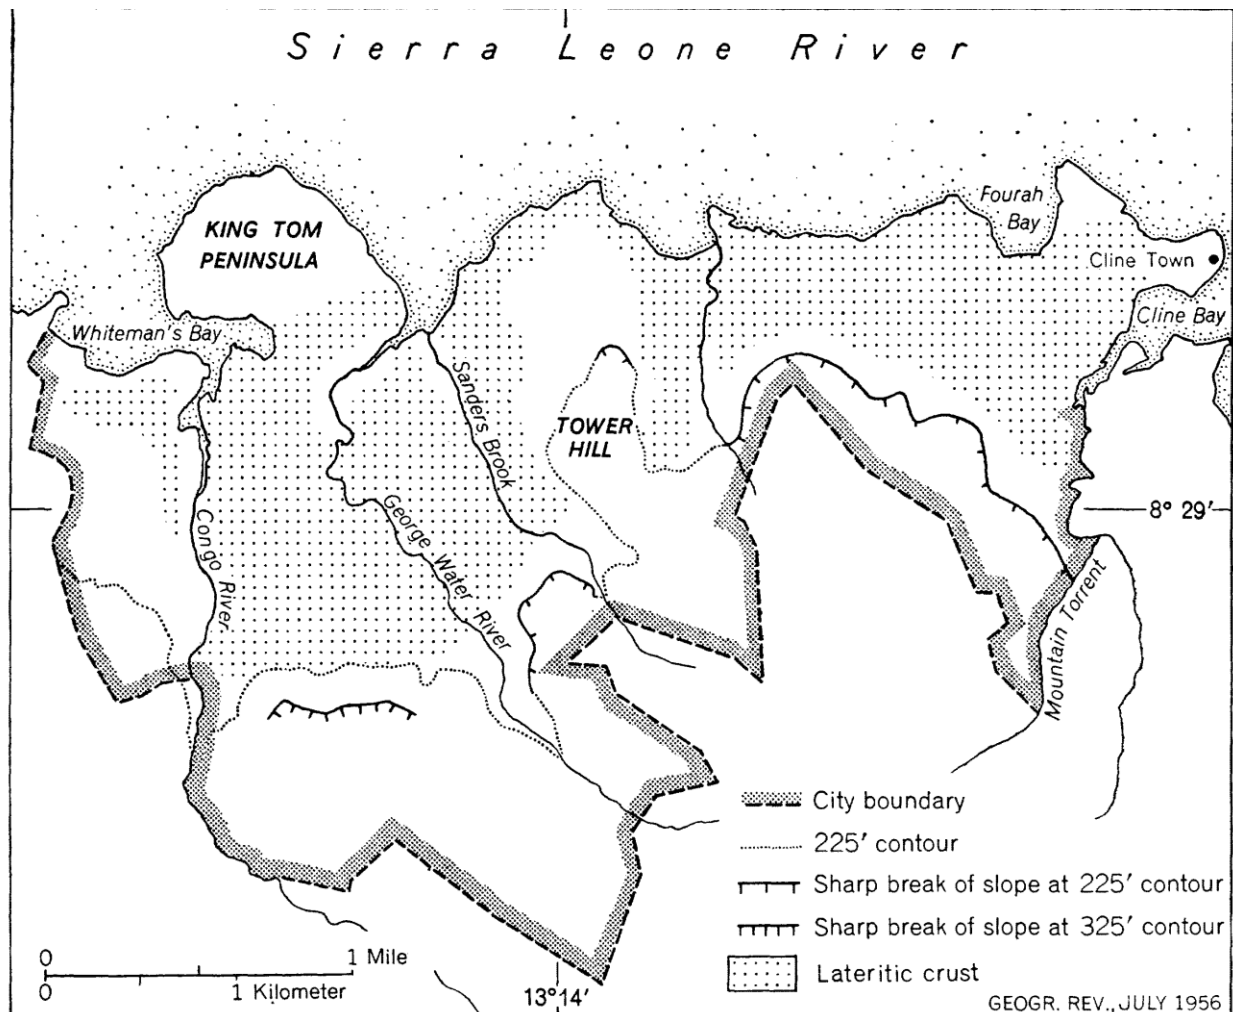 Sierra Leone River
Fourah
Bay
KING TOM
PENINSULA
Cline Town
Whiteman's Bay
Cline Bay
Sanders Brook
TOWER
HILL
George Water River
Congo River
8° 29′
Mountain Torrent
City boundary
225′ contour
Sharp break of slope at 225′ contour
Sharp break of slope at 325′ contour
Lateritic crust
0 1 Mile
0 1 Kilometer
13°14′
GEOGR. REV., JULY 1956